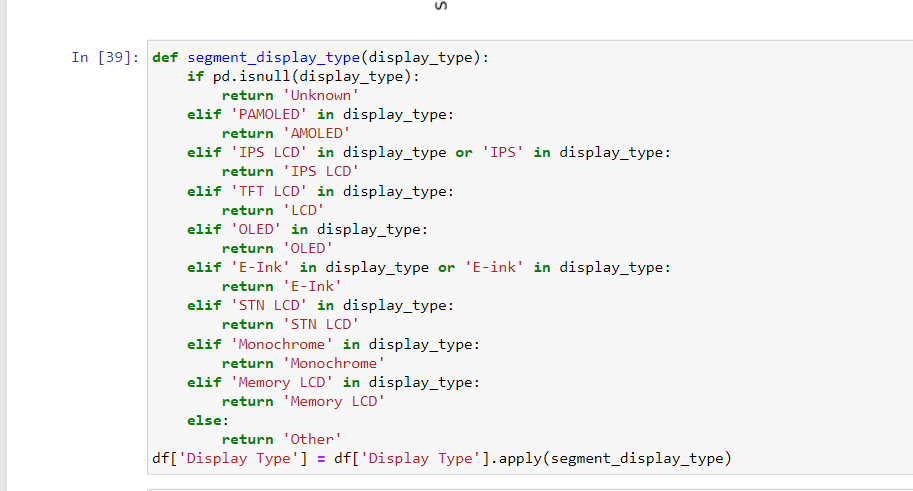 In [39]: def segment_display_type(display_type):
    if pd.isnull(display_type):
        return 'Unknown'
    elif 'PAMOLED' in display_type:
        return 'AMOLED'
    elif 'IPS LCD' in display_type or 'IPS' in display_type:
        return 'IPS LCD'
    elif 'TFT LCD' in display_type:
        return 'LCD'
    elif 'OLED' in display_type:
        return 'OLED'
    elif 'E-Ink' in display_type or 'E-ink' in display_type:
        return 'E-Ink'
    elif 'STN LCD' in display_type:
        return 'STN LCD'
    elif 'Monochrome' in display_type:
        return 'Monochrome'
    elif 'Memory LCD' in display_type:
        return 'Memory LCD'
    else:
        return 'Other'
df['Display Type'] = df['Display Type'].apply(segment_display_type)